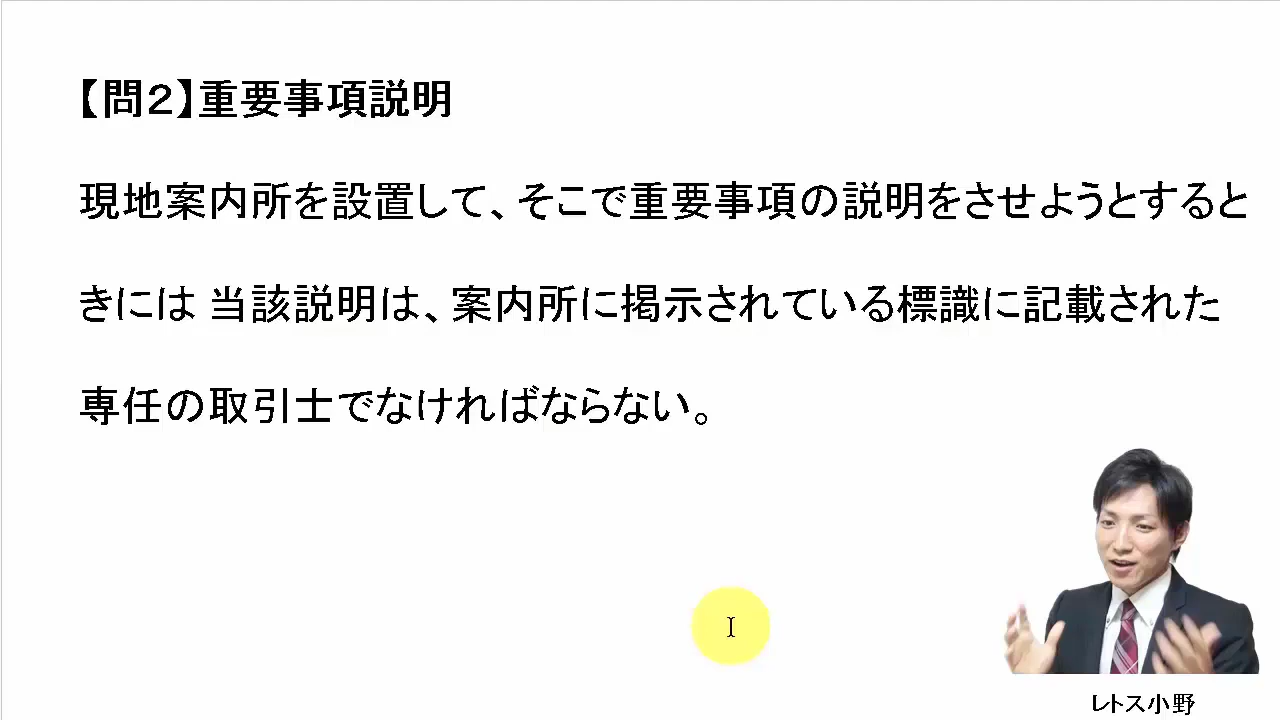 【問２】重要事項説明
現地案内所を設置して、そこで重要事項の説明をさせようとすると
きには 当該説明は、案内所に掲示されている標識に記載された
専任の取引士でなければならない。
レトス小野